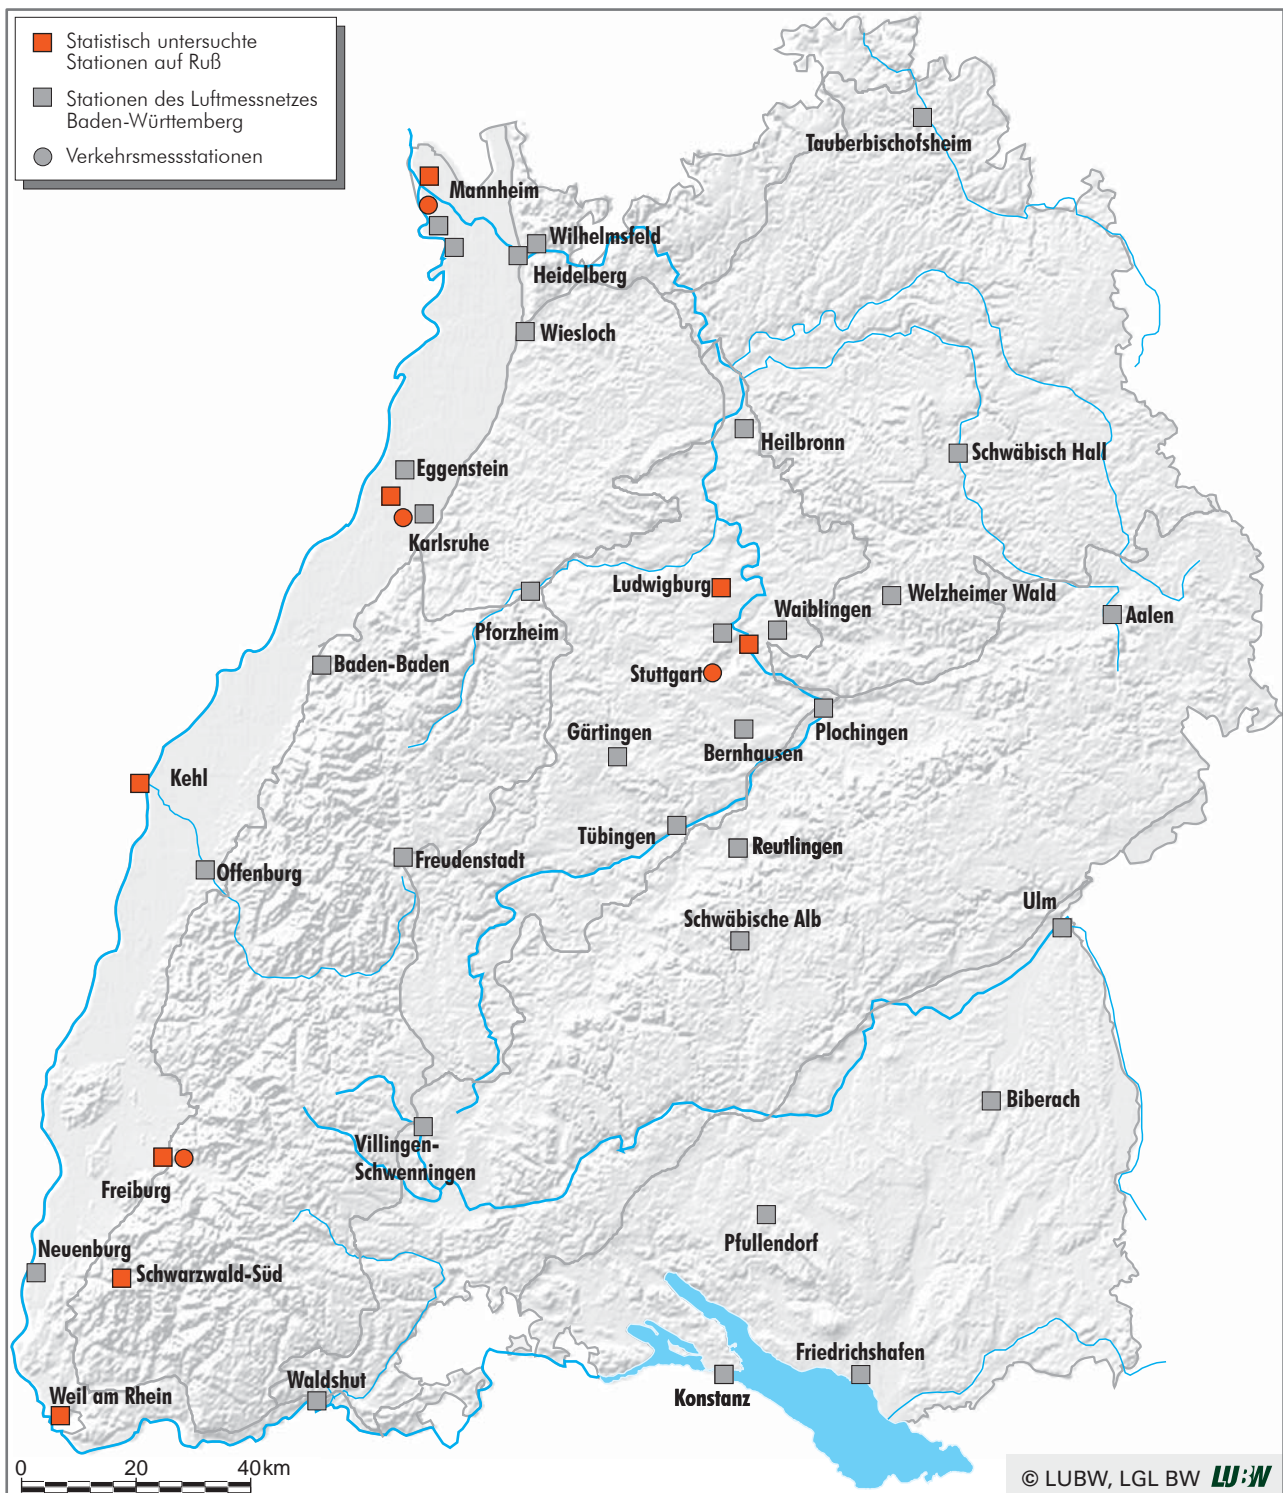 Statistisch untersuchte
Stationen auf Ruß
Stationen des Luftmessnetzes
Baden-Württemberg
Verkehrsmessstationen
Tauberbischofsheim
Mannheim
Wilhelmsfeld
Heidelberg
Wiesloch
Heilbronn
Schwäbisch Hall
Eggenstein
Karlsruhe
Ludwigburg
Welzheimer Wald
Waiblingen
Aalen
Pforzheim
Baden-Baden
Stuttgart
Gärtingen
Bernhausen
Plochingen
Kehl
Tübingen
Reutlingen
Freudenstadt
Offenburg
Ulm
Schwäbische Alb
Biberach
Villingen-
Schwenningen
Freiburg
Pfullendorf
Neuenburg
Schwarzwald-Süd
Friedrichshafen
Waldshut
Konstanz
Weil am Rhein
0 20 40km
© LUBW, LGL BW LUBW